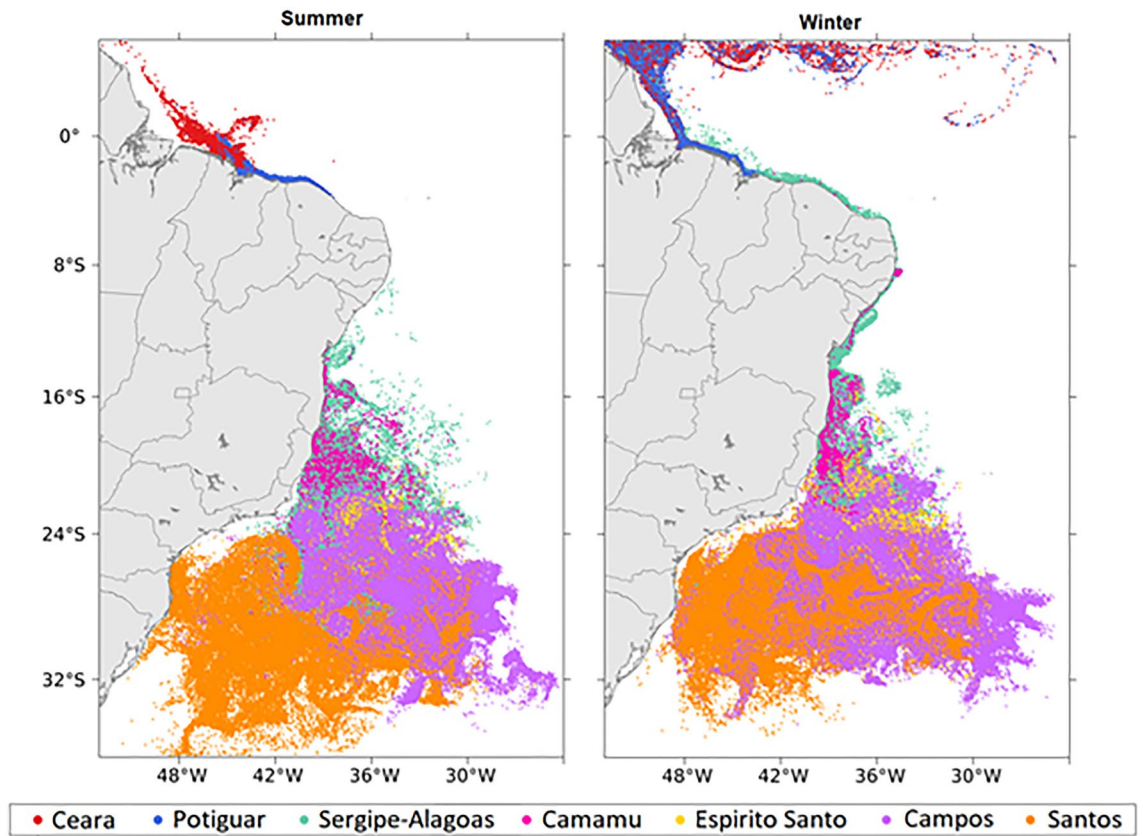 Summer Winter
0°
8°S
16°S
24°S
32°S
48°W 42°W 36°W 30°W 48°W 42°W 36°W 30°W
Ceara Potiguar Sergipe-Alagoas Camamu Espirito Santo Campos Santos